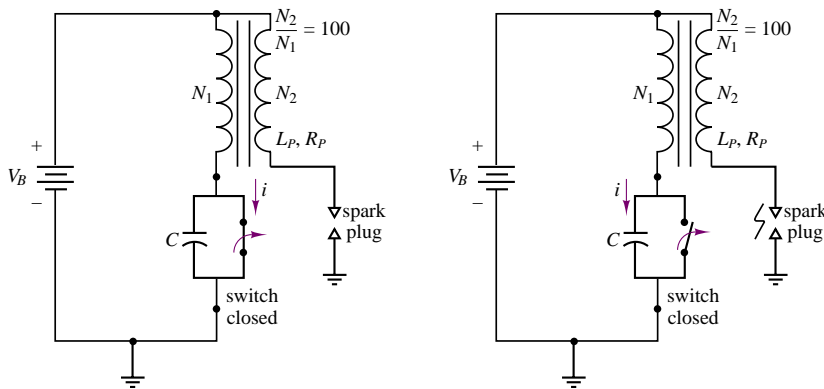 N2/N1 = 100
N1
N2
LP, RP
+
VB
−
i
C
spark
plug
switch
closed
N2/N1 = 100
N1
N2
LP, RP
+
VB
−
i
C
spark
plug
switch
closed